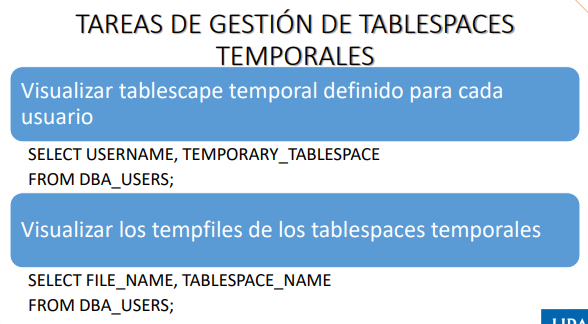 TAREAS DE GESTIÓN DE TABLESPACES
TEMPORALES
Visualizar tablescape temporal definido para cada
usuario
SELECT USERNAME, TEMPORARY_TABLESPACE
FROM DBA_USERS;
Visualizar los tempfiles de los tablespaces temporales
SELECT FILE_NAME, TABLESPACE_NAME
FROM DBA_USERS;